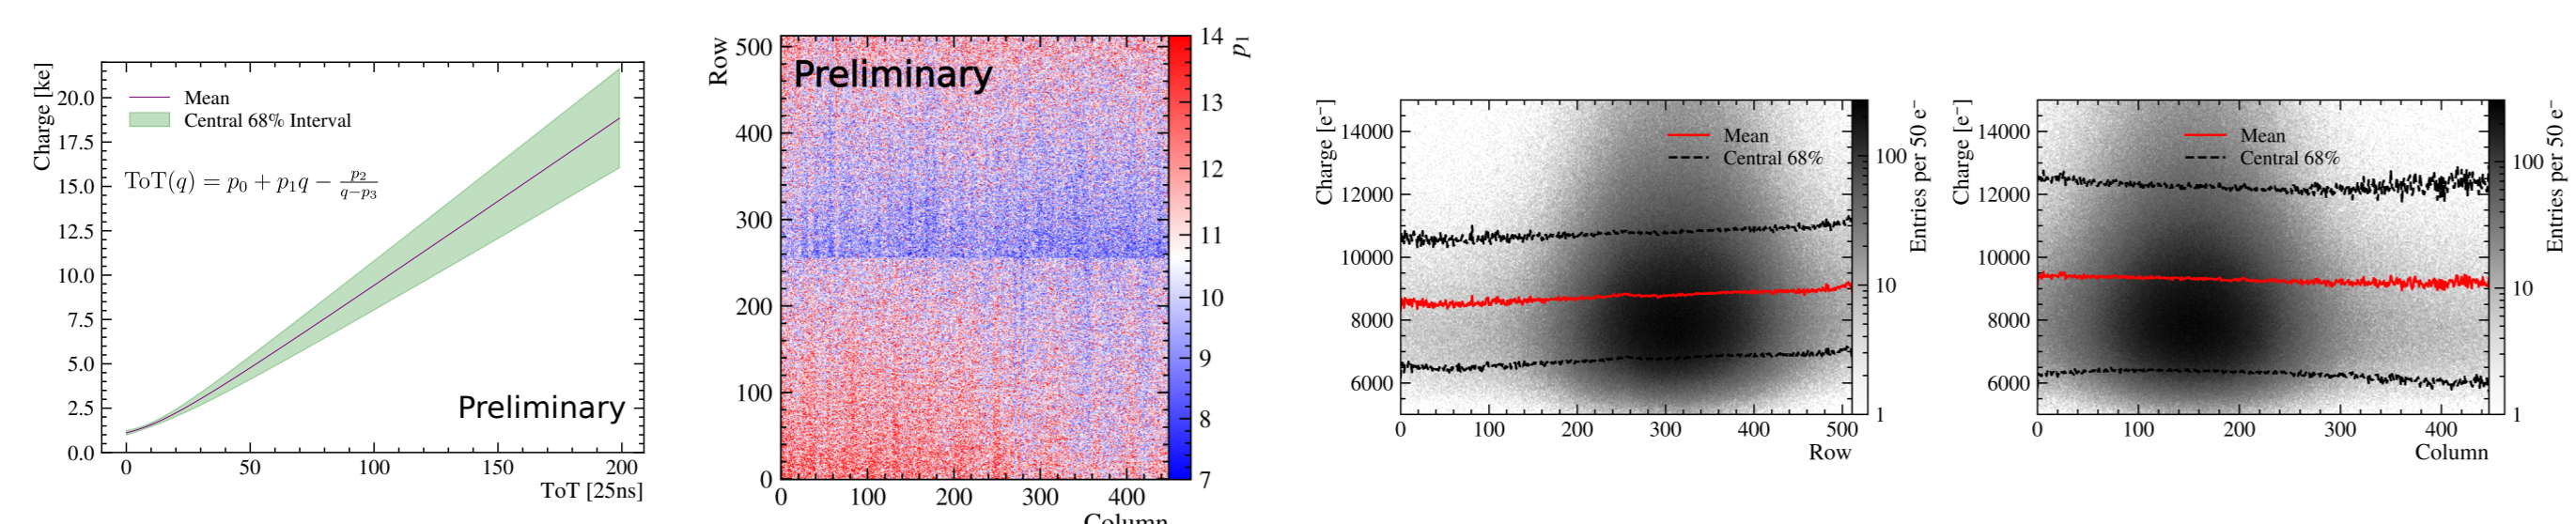 Charge [ke]
20.0
17.5
15.0
12.5
10.0
7.5
5.0
2.5
0.0
Mean
Central 68% Interval
ToT(q) = p₀ + p₁q − p₂/(q−p₃)
Preliminary
0 50 100 150 200
ToT [25ns]
Row
500
400
300
200
100
0
Preliminary
0 100 200 300 400
Column
14
13
12
11
10
9
8
7
p₁
Charge [e⁻]
14000
12000
10000
8000
6000
Mean
Central 68%
0 100 200 300 400 500
Row
100
10
1
Entries per 50 e⁻
Charge [e⁻]
14000
12000
10000
8000
6000
Mean
Central 68%
0 100 200 300 400
Column
100
10
1
Entries per 50 e⁻